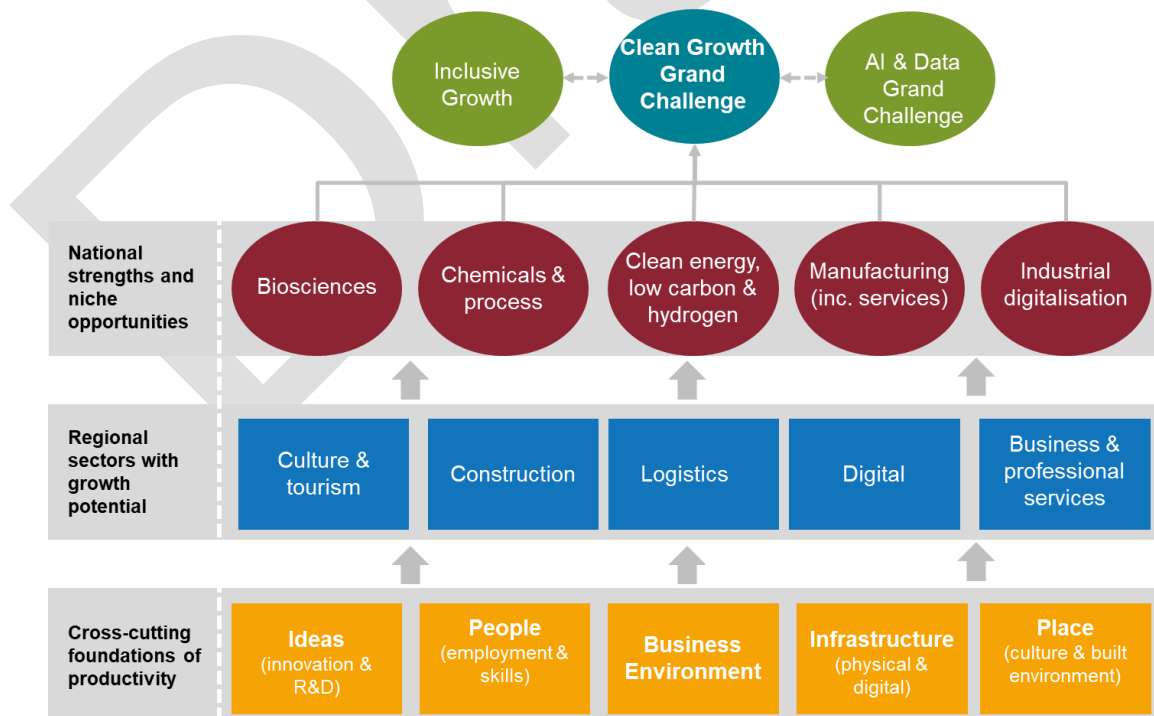 Inclusive
Growth
Clean Growth
Grand
Challenge
AI & Data
Grand
Challenge
National
strengths and
niche
opportunities
Biosciences
Chemicals &
process
Clean energy,
low carbon &
hydrogen
Manufacturing
(inc. services)
Industrial
digitalisation
Regional
sectors with
growth
potential
Culture &
tourism
Construction
Logistics
Digital
Business &
professional
services
Cross-cutting
foundations of
productivity
Ideas
(innovation &
R&D)
People
(employment &
skills)
Business
Environment
Infrastructure
(physical &
digital)
Place
(culture & built
environment)